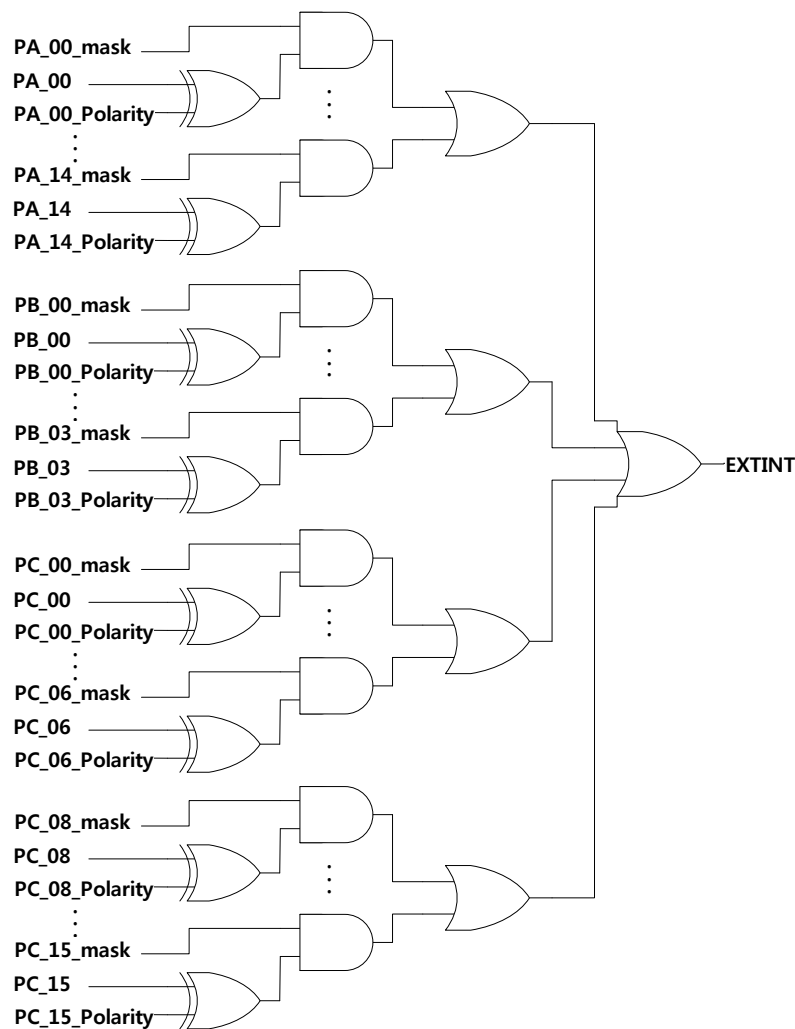 PA_00_mask
PA_00
PA_00_Polarity
PA_14_mask
PA_14
PA_14_Polarity
PB_00_mask
PB_00
PB_00_Polarity
PB_03_mask
PB_03
PB_03_Polarity
EXTINT
PC_00_mask
PC_00
PC_00_Polarity
PC_06_mask
PC_06
PC_06_Polarity
PC_08_mask
PC_08
PC_08_Polarity
PC_15_mask
PC_15
PC_15_Polarity